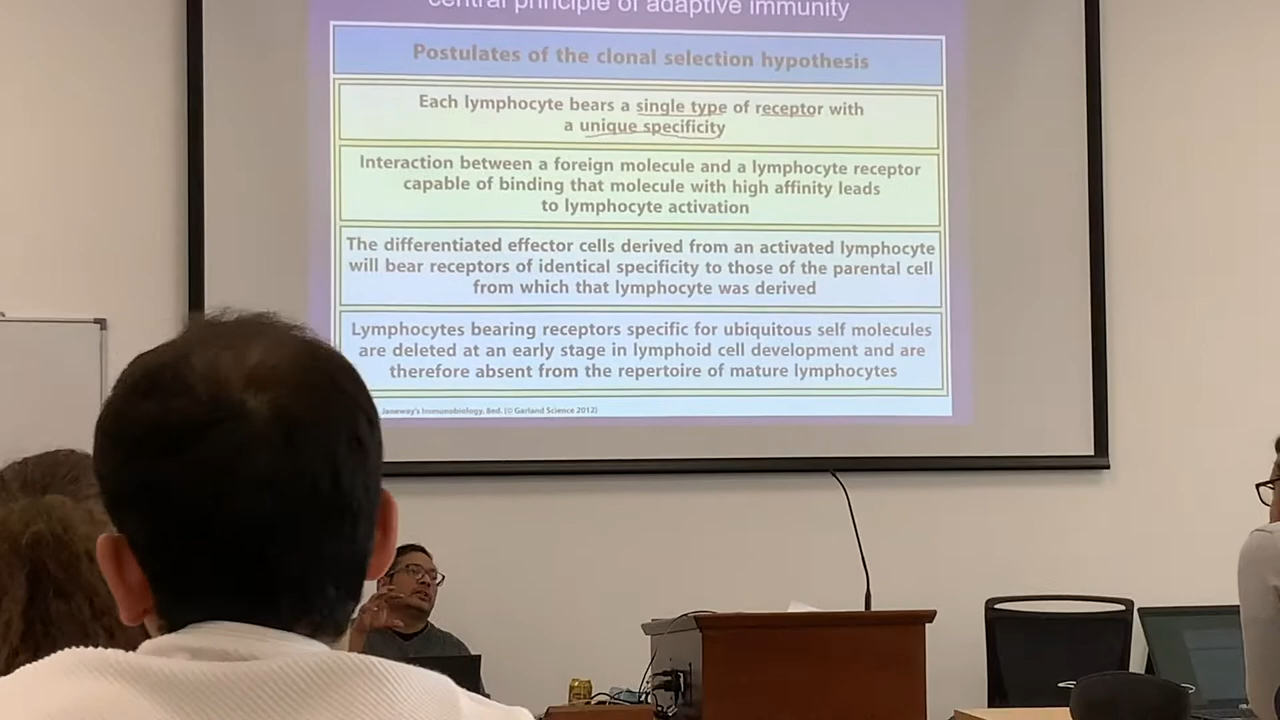 central principle of adaptive immunity
Postulates of the clonal selection hypothesis
Each lymphocyte bears a single type of receptor with
a unique specificity
Interaction between a foreign molecule and a lymphocyte receptor
capable of binding that molecule with high affinity leads
to lymphocyte activation
The differentiated effector cells derived from an activated lymphocyte
will bear receptors of identical specificity to those of the parental cell
from which that lymphocyte was derived
Lymphocytes bearing receptors specific for ubiquitous self molecules
are deleted at an early stage in lymphoid cell development and are
therefore absent from the repertoire of mature lymphocytes
Janeway's Immunobiology, 8ed. (© Garland Science 2012)